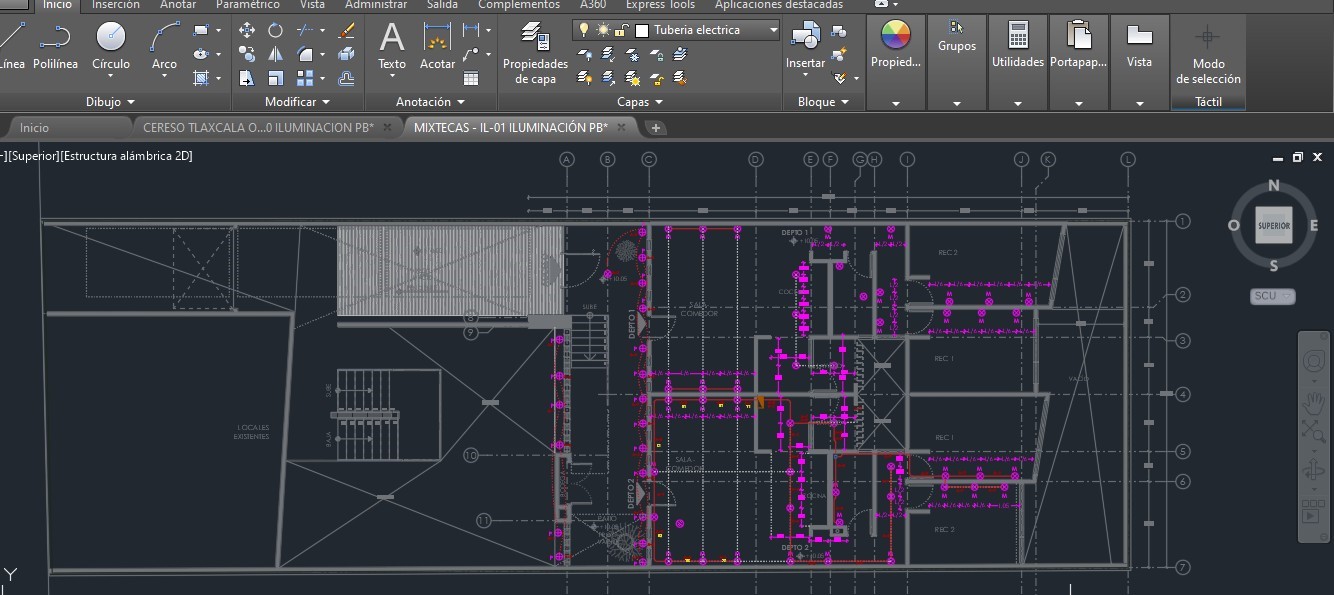 Inicio Inserción Anotar Paramétrico Vista Administrar Salida Complementos A360 Express Tools Aplicaciones destacadas
Línea Polilínea Círculo Arco
Dibujo
Modificar
Texto Acotar
Anotación
Propiedades
de capa
Tuberia electrica
Capas
Insertar
Bloque
Propied...
Grupos
Utilidades
Portapap...
Vista
Modo
de selección
Táctil
Inicio
CERESO TLAXCALA O...0 ILUMINACION PB*
MIXTECAS - IL-01 ILUMINACIÓN PB*
][Superior][Estructura alámbrica 2D]
A B C D E F G H I J K L
1
2
3
4
5
6
7
8
9
10
11
N
O SUPERIOR E
S
SCU
DEPTO 1
REC 2
SALA
COMEDOR
SUBE
DEPTO 1
REC 1
VACIO
SUBE
BAJA
LOCALES
EXISTENTES
REC 1
SALA
COMEDOR
DEPTO 2
COCINA
PATIO
REC 2
DEPTO 2
Y